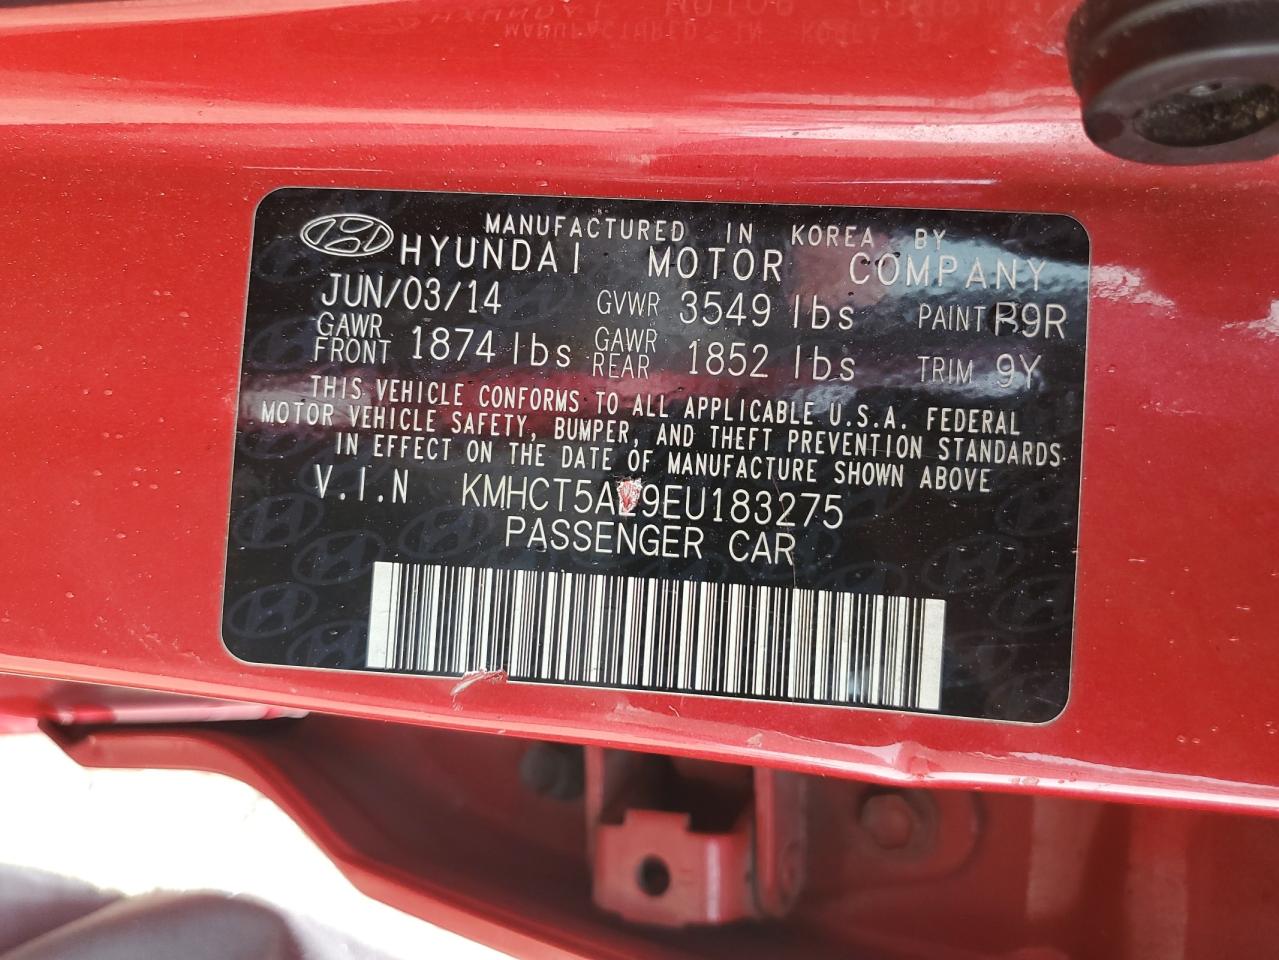 MANUFACTURED IN KOREA BY
HYUNDAI MOTOR COMPANY
JUN/03/14 GVWR 3549 lbs PAINT R9R
GAWR FRONT 1874 lbs GAWR REAR 1852 lbs TRIM 9Y
THIS VEHICLE CONFORMS TO ALL APPLICABLE U.S.A. FEDERAL
MOTOR VEHICLE SAFETY, BUMPER, AND THEFT PREVENTION STANDARDS
IN EFFECT ON THE DATE OF MANUFACTURE SHOWN ABOVE
V.I.N
PASSENGER CAR